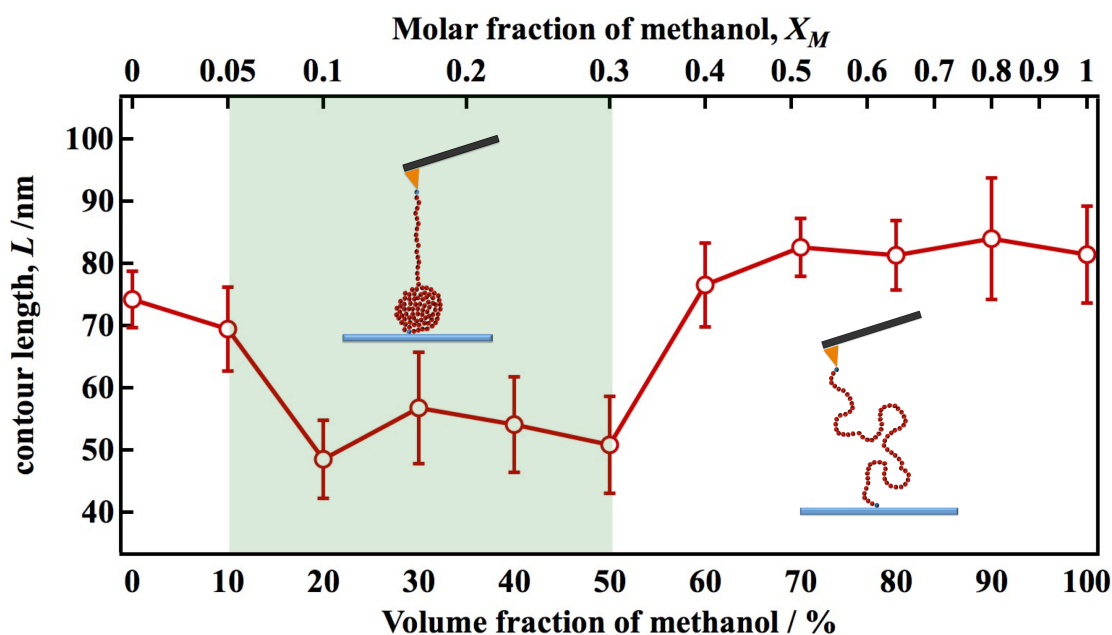 Molar fraction of methanol, X_M
0 0.05 0.1 0.2 0.3 0.4 0.5 0.6 0.7 0.8 0.9 1
contour length, L /nm
100
90
80
70
60
50
40
0 10 20 30 40 50 60 70 80 90 100
Volume fraction of methanol / %